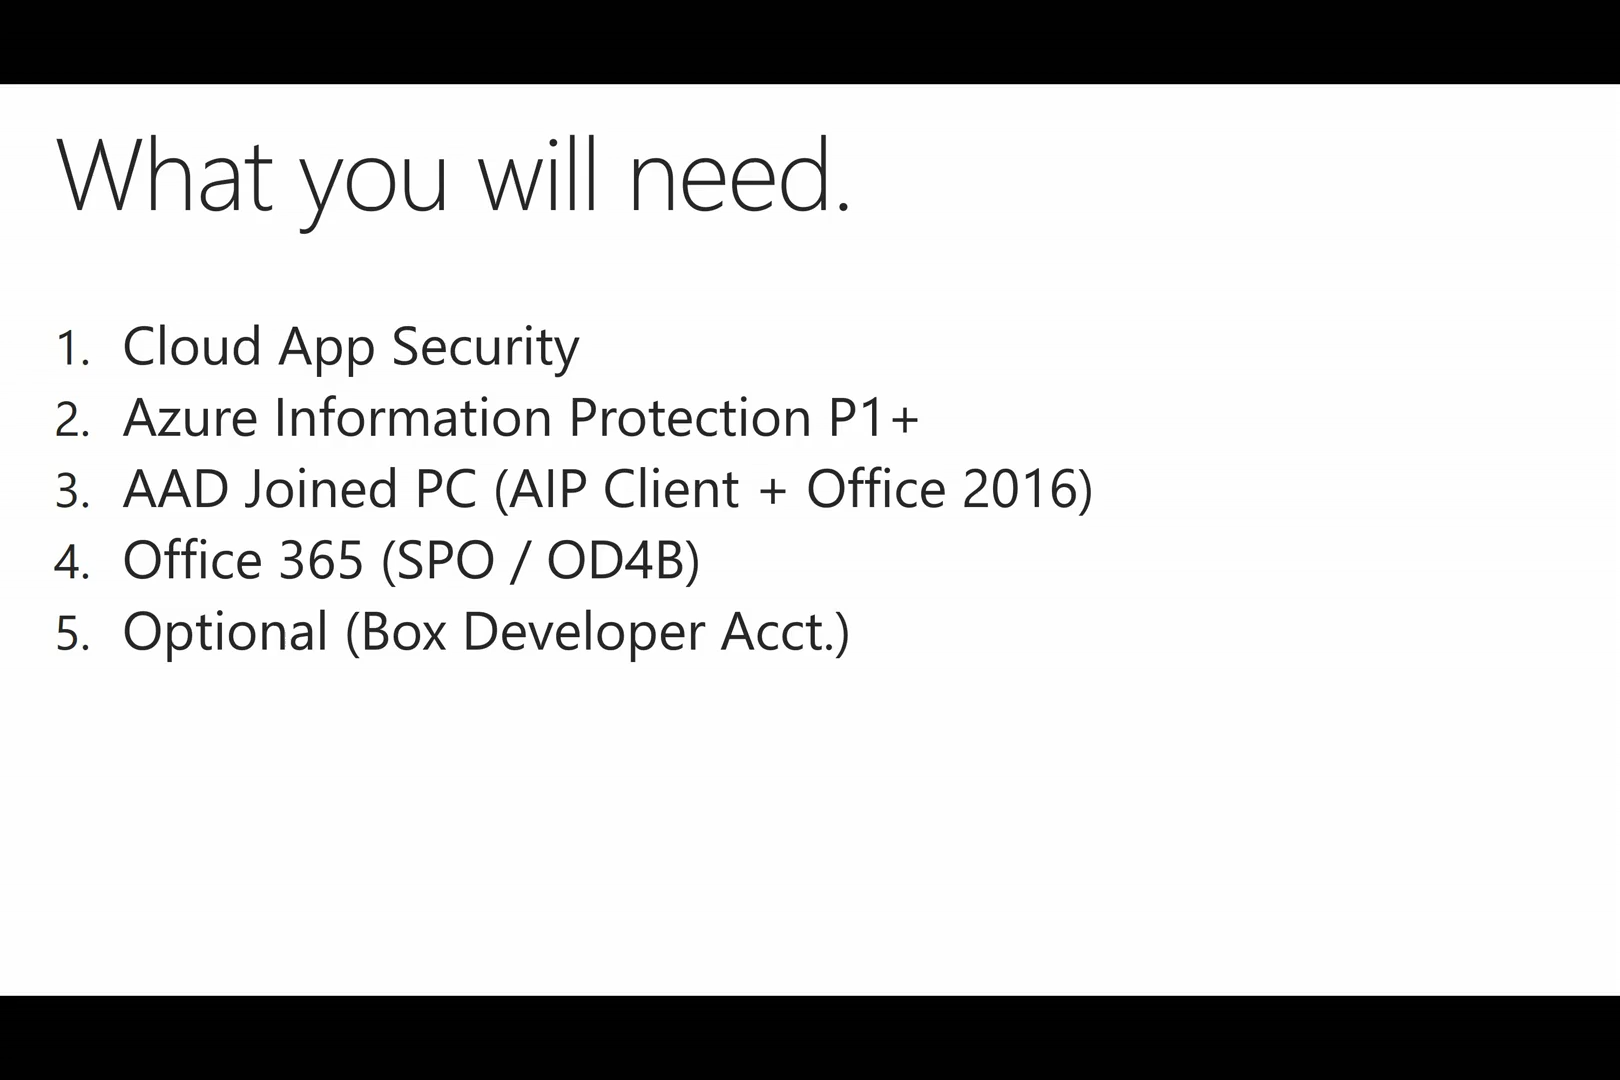 What you will need.
1. Cloud App Security
2. Azure Information Protection P1+
3. AAD Joined PC (AIP Client + Office 2016)
4. Office 365 (SPO / OD4B)
5. Optional (Box Developer Acct.)